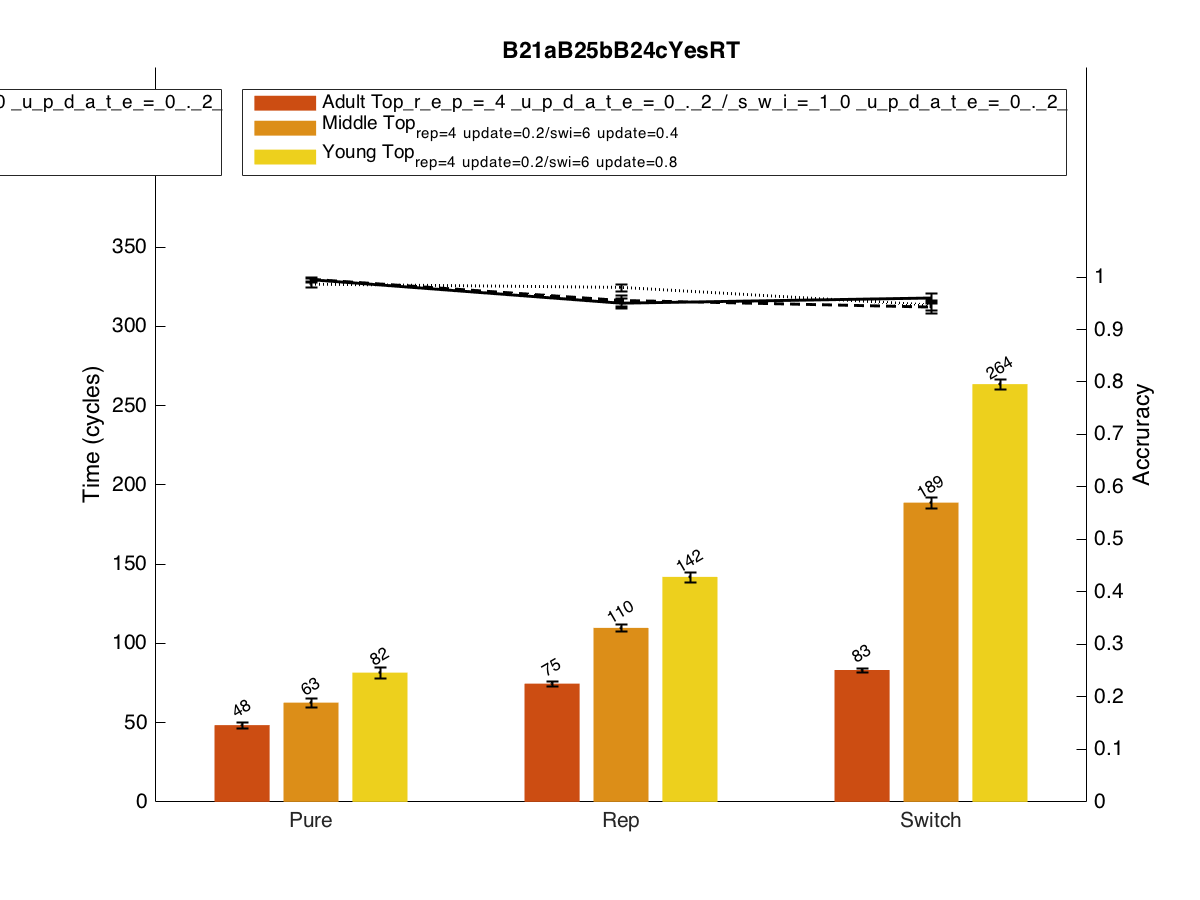 B21aB25bB24cYesRT
0 _u_p_d_a_t_e_=_0_._2_
Adult Top_r_e_p_=_4 _u_p_d_a_t_e_=_0_._2_/_s_w_i_=_1_0 _u_p_d_a_t_e_=_0_._2_
Middle Top rep=4 update=0.2/swi=6 update=0.4
Young Top rep=4 update=0.2/swi=6 update=0.8
350
300
250
200
150
100
50
0
Time (cycles)
48
63
82
75
110
142
83
189
264
1
0.9
0.8
0.7
0.6
0.5
0.4
0.3
0.2
0.1
0
Accruracy
Pure
Rep
Switch